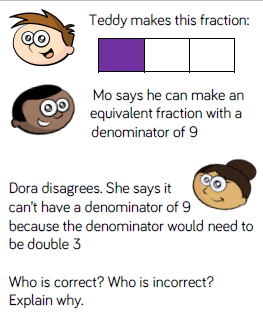 Teddy makes this fraction:
Mo says he can make an
equivalent fraction with a
denominator of 9
Dora disagrees. She says it
can't have a denominator of 9
because the denominator would need to
be double 3
Who is correct? Who is incorrect?
Explain why.